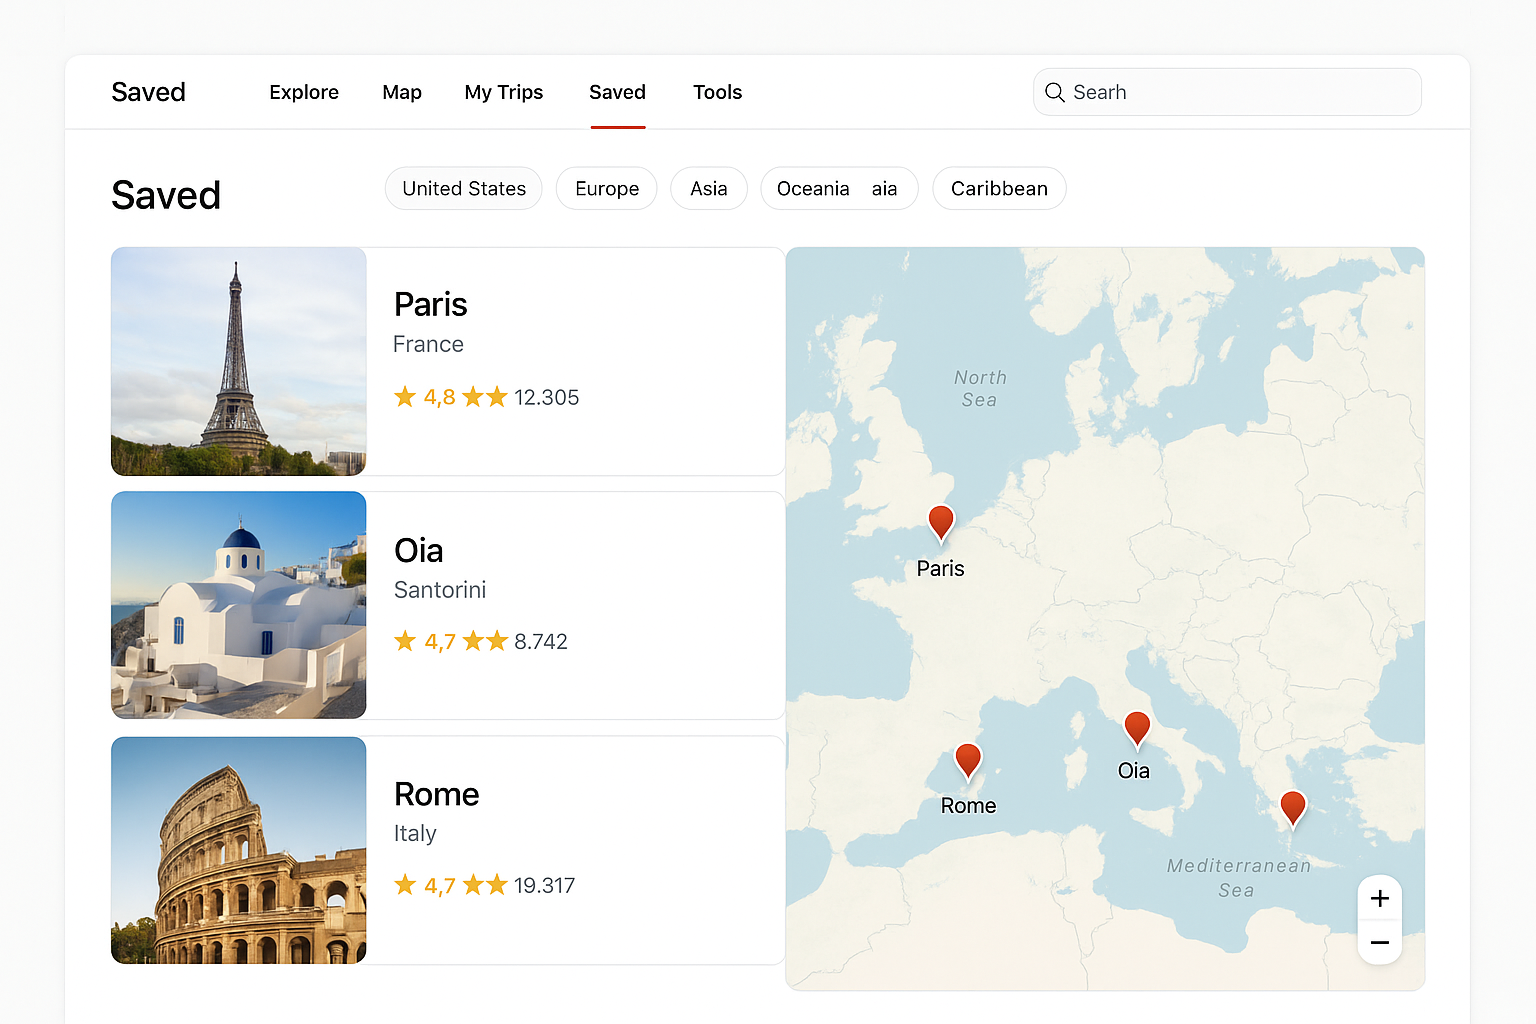 Saved
Explore
Map
My Trips
Saved
Tools
Searh
Saved
United States
Europe
Asia
Oceania aia
Caribbean
Paris
France
★ 4,8 ★★ 12.305
Oia
Santorini
★ 4,7 ★★ 8.742
Rome
Italy
★ 4,7 ★★ 19.317
North
Sea
Paris
Oia
Rome
Mediterranean
Sea
+
−